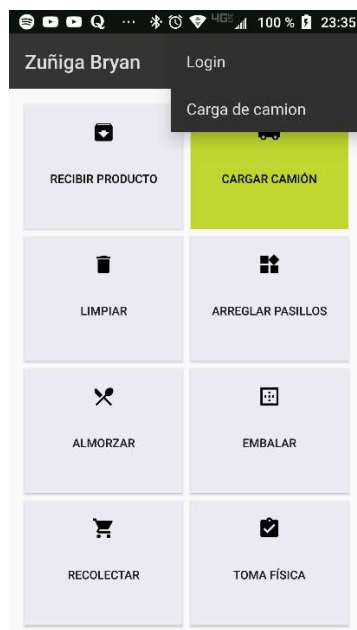 100 % 23:35
Zuñiga Bryan
Login
Carga de camion
RECIBIR PRODUCTO
CARGAR CAMIÓN
LIMPIAR
ARREGLAR PASILLOS
ALMORZAR
EMBALAR
RECOLECTAR
TOMA FÍSICA